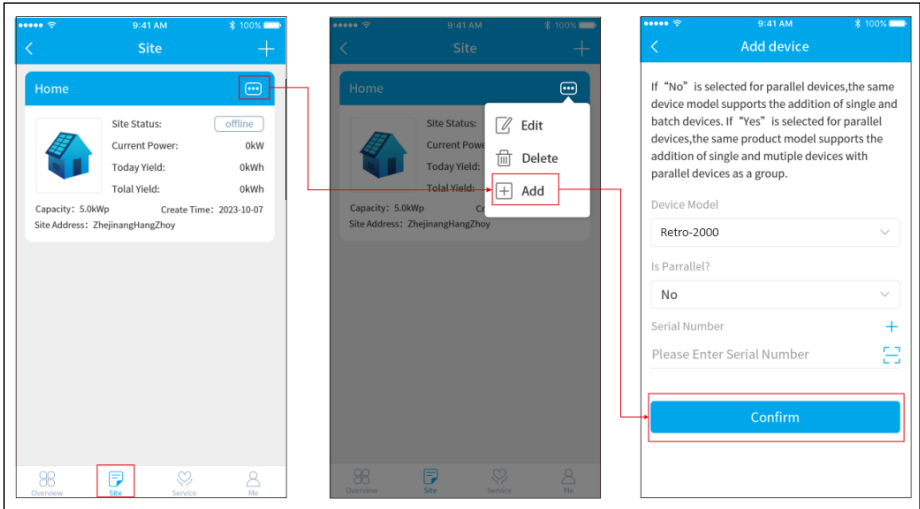 9:41 AM
100%
Site
Home
Site Status:
offline
Current Power:
0kW
Today Yield:
0kWh
Tolal Yield:
0kWh
Capacity: 5.0kWp
Create Time: 2023-10-07
Site Address: ZhejinangHangZhoy
Overview
Site
Service
Me
9:41 AM
100%
Site
Home
Site Status:
Current Powe
Today Yield:
Tolal Yield:
Edit
Delete
Add
Capacity: 5.0kWp
Cr
Site Address: ZhejinangHangZhoy
Overview
Site
Service
Me
9:41 AM
100%
Add device
If “No” is selected for parallel devices,the same
device model supports the addition of single and
batch devices. If “Yes” is selected for parallel
devices,the same product model supports the
addition of single and mutiple devices with
parallel devices as a group.
Device Model
Retro-2000
Is Parrallel?
No
Serial Number
Please Enter Serial Number
Confirm